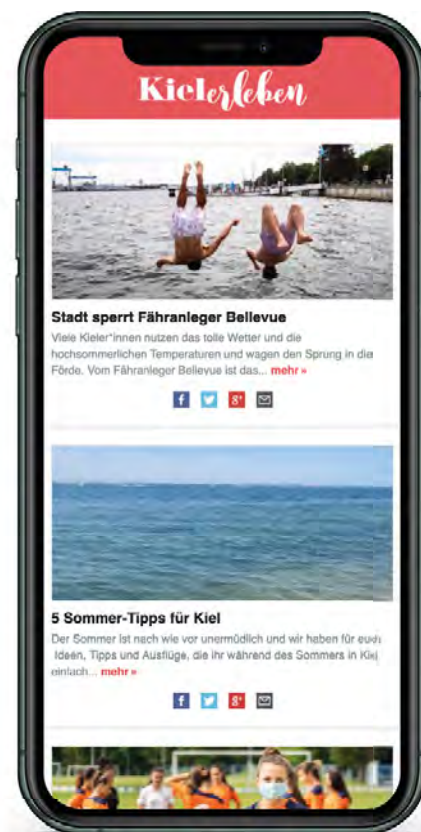 Kielerleben
Stadt sperrt Fähranleger Bellevue
Viele Kieler*innen nutzen das tolle Wetter und die
hochsommerlichen Temperaturen und wagen den Sprung in die
Förde. Vom Fähranleger Bellevue ist das... mehr »
5 Sommer-Tipps für Kiel
Der Sommer ist nach wie vor unermüdlich und wir haben für euch
Ideen, Tipps und Ausflüge, die ihr während des Sommers in Kiel
einfach... mehr »